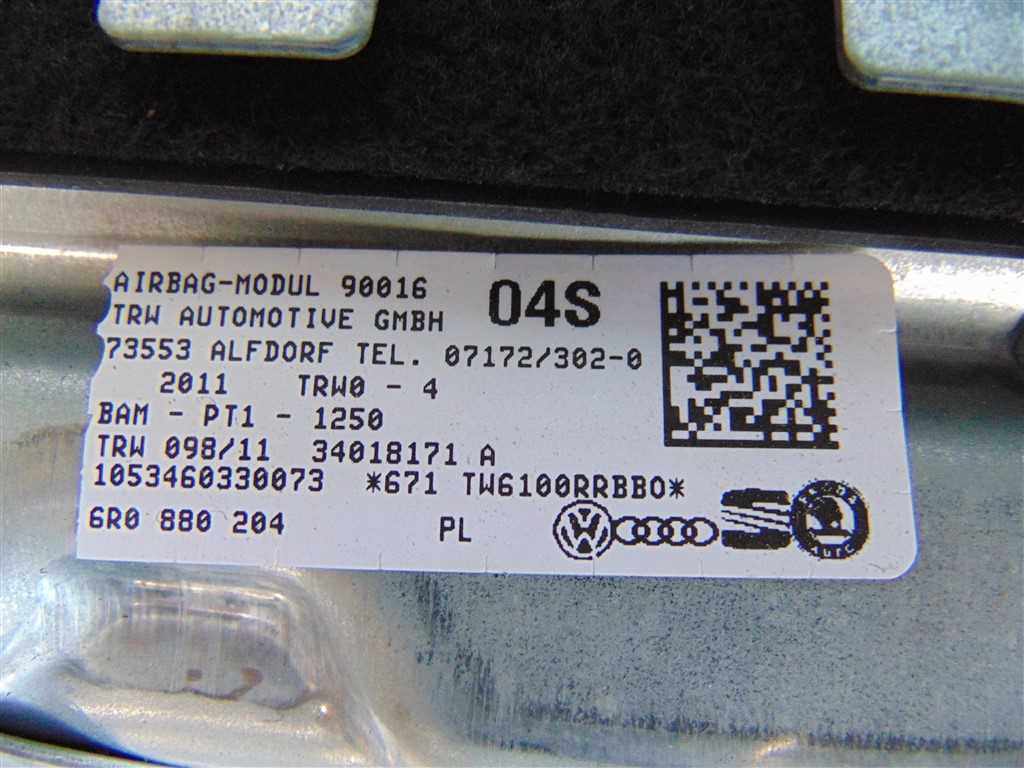 AIRBAG-MODUL 90016
04S
TRW AUTOMOTIVE GMBH
73553 ALFDORF TEL. 07172/302-0
2011 TRW0 - 4
BAM - PT1 - 1250
TRW 098/11 34018171 A
1053460330073 *671 TW6100RRBBO*
6R0 880 204 PL